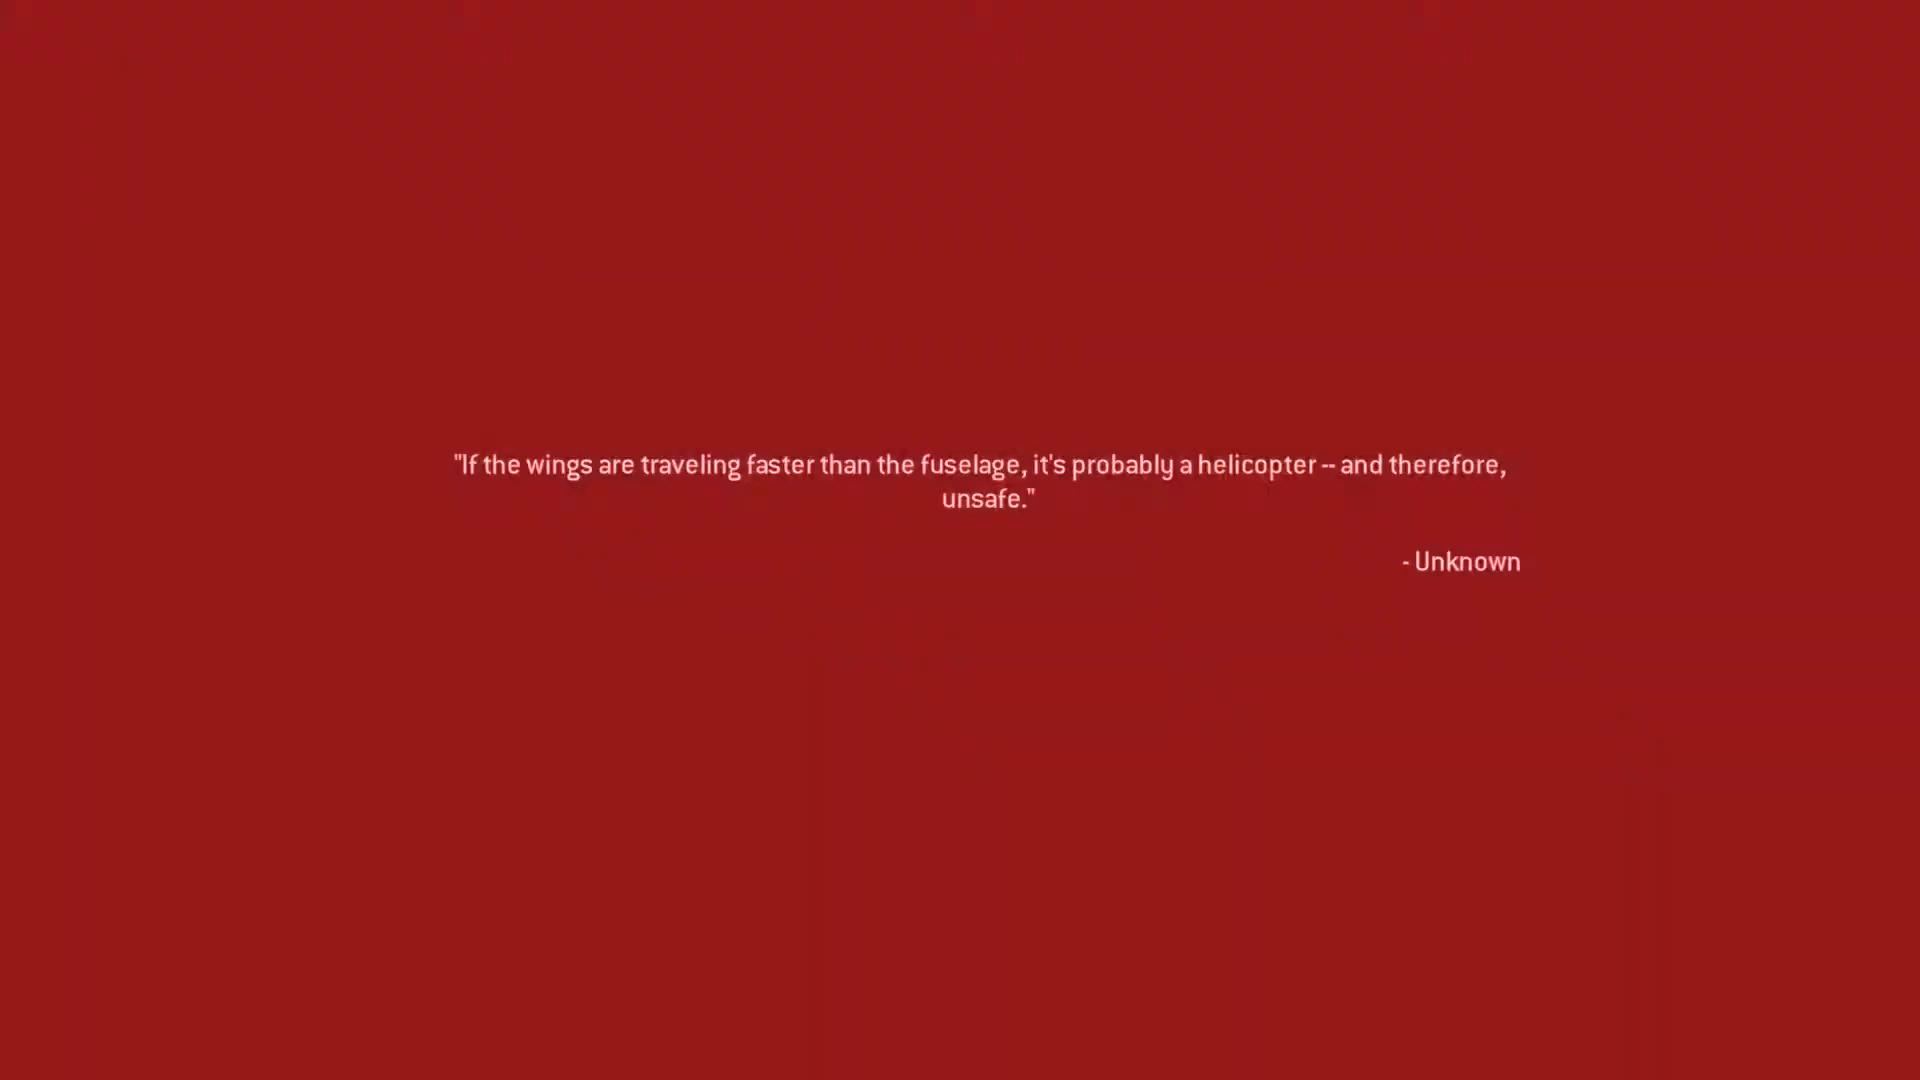 "If the wings are traveling faster than the fuselage, it's probably a helicopter -- and therefore,
unsafe."
- Unknown